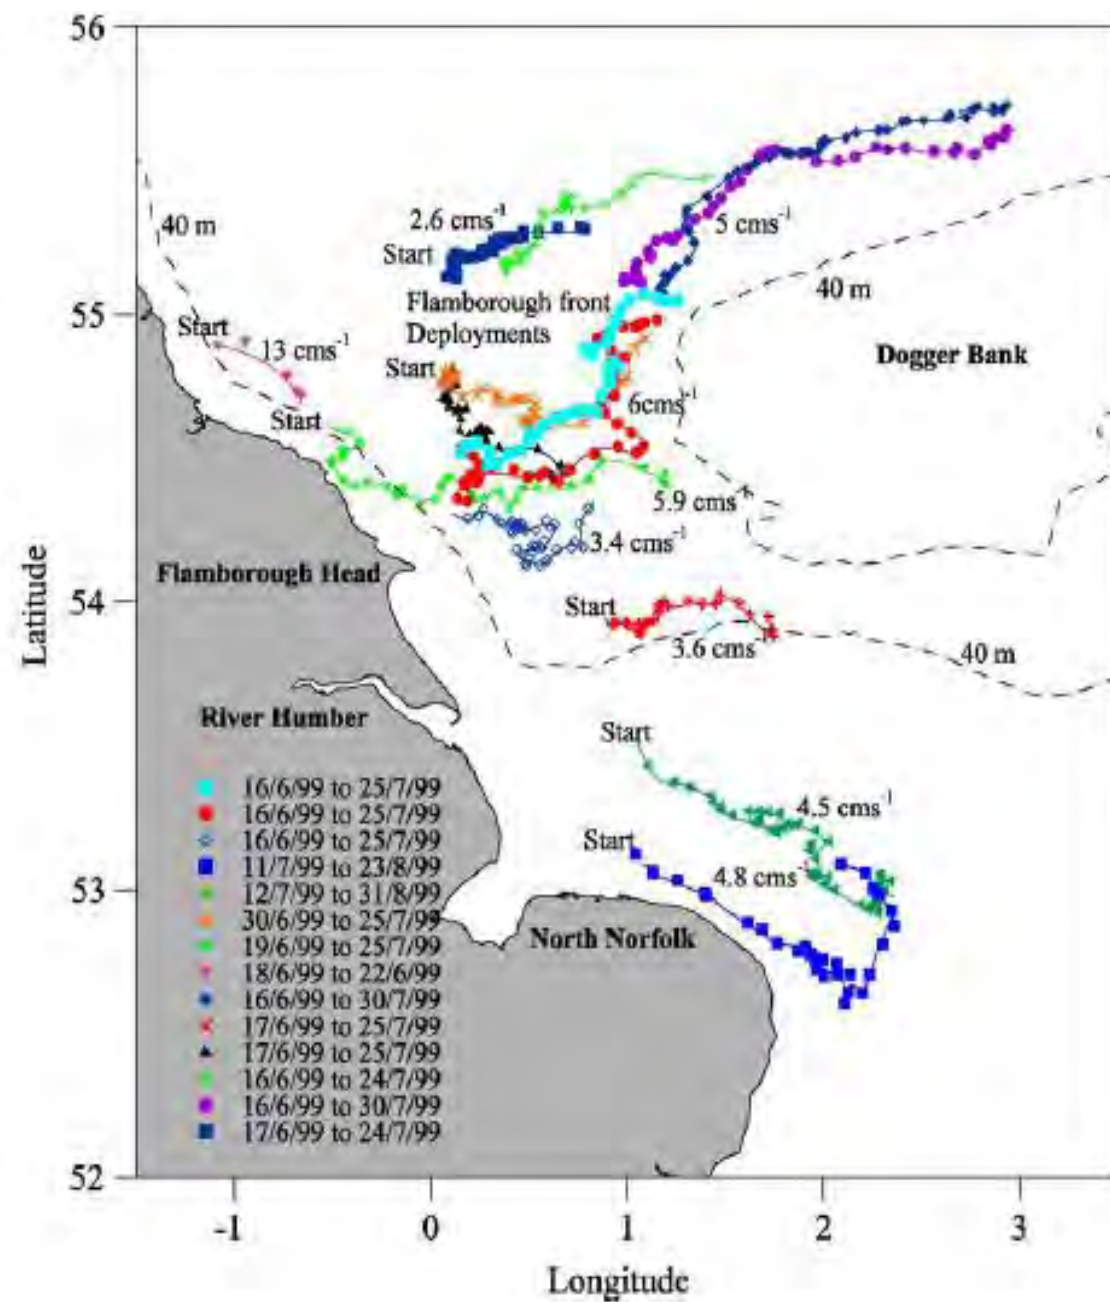 56
40 m
2.6 cms-1
Start
5 cms-1
Flamborough front
Deployments
55
40 m
Start
13 cms-1
Dogger Bank
Start
6cms-1
Start
5.9 cms-1
3.4 cms-1
Flamborough Head
54
Start
3.6 cms-1
40 m
Latitude
River Humber
Start
4.5 cms-1
Start
4.8 cms-1
53
North Norfolk
16/6/99 to 25/7/99
16/6/99 to 25/7/99
16/6/99 to 25/7/99
11/7/99 to 23/8/99
12/7/99 to 31/8/99
30/6/99 to 25/7/99
19/6/99 to 25/7/99
18/6/99 to 22/6/99
16/6/99 to 30/7/99
17/6/99 to 25/7/99
17/6/99 to 25/7/99
16/6/99 to 24/7/99
16/6/99 to 30/7/99
17/6/99 to 24/7/99
52
-1 0 1 2 3
Longitude